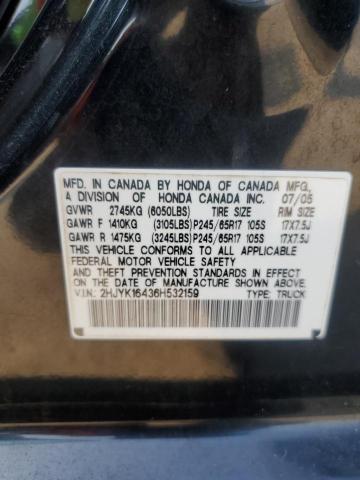 MFD. IN CANADA BY HONDA OF CANADA MFG.,
A DIVISION OF HONDA CANADA INC. 07/05
GVWR 2745KG (6050LBS) TIRE SIZE RIM SIZE
GAWR F 1410KG (3105LBS) P245/65R17 105S 17X7.5J
GAWR R 1475KG (3245LBS) P245/65R17 105S 17X7.5J
THIS VEHICLE CONFORMS TO ALL APPLICABLE
FEDERAL MOTOR VEHICLE SAFETY
STANDARDS IN EFFECT ON THE
DATE OF MANUFACTURE SHOWN ABOVE.
V.I.N.: 2HJYK16436H532159 TYPE: TRUCK